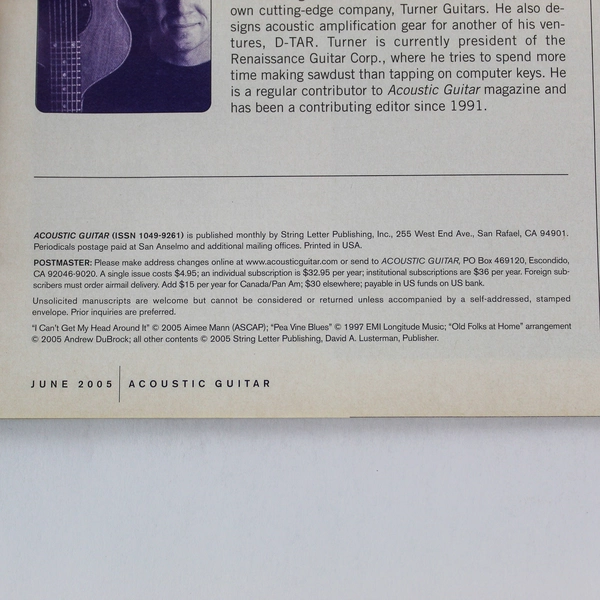 own cutting-edge company, Turner Guitars. He also de-
signs acoustic amplification gear for another of his ven-
tures, D-TAR. Turner is currently president of the
Renaissance Guitar Corp., where he tries to spend more
time making sawdust than tapping on computer keys. He
is a regular contributor to Acoustic Guitar magazine and
has been a contributing editor since 1991.
ACOUSTIC GUITAR (ISSN 1049-9261) is published monthly by String Letter Publishing, Inc., 255 West End Ave., San Rafael, CA 94901.
Periodicals postage paid at San Anselmo and additional mailing offices. Printed in USA.
POSTMASTER: Please make address changes online at www.acousticguitar.com or send to ACOUSTIC GUITAR, PO Box 469120, Escondido,
CA 92046-9020. A single issue costs $4.95; an individual subscription is $32.95 per year; institutional subscriptions are $36 per year. Foreign sub-
scribers must order airmail delivery. Add $15 per year for Canada/Pan Am; $30 elsewhere; payable in US funds on US bank.
Unsolicited manuscripts are welcome but cannot be considered or returned unless accompanied by a self-addressed, stamped
envelope. Prior inquiries are preferred.
"I Can't Get My Head Around It" © 2005 Aimee Mann (ASCAP); "Pea Vine Blues" © 1997 EMI Longitude Music; "Old Folks at Home" arrangement
© 2005 Andrew DuBrock; all other contents © 2005 String Letter Publishing, David A. Lusterman, Publisher.
JUNE 2005 ACOUSTIC GUITAR